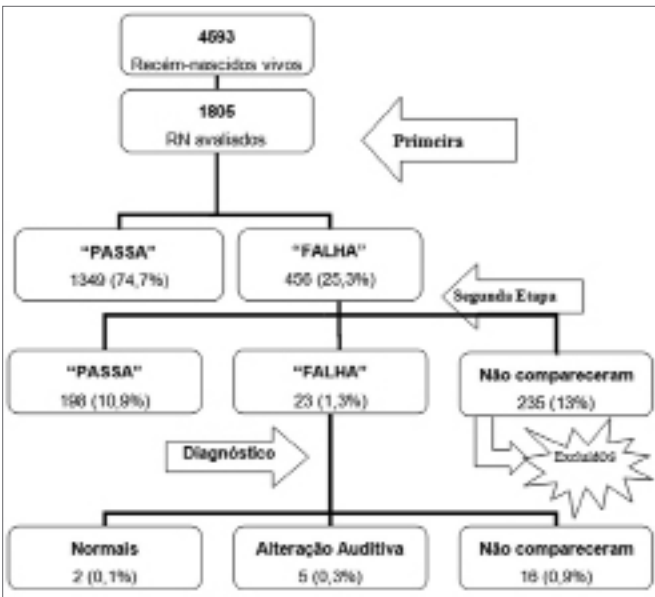 4593
Recém-nascidos vivos
1805
RN avaliados
Primeira
"PASSA"
1349 (74,7%)
"FALHA"
456 (25,3%)
Segunda Etapa
"PASSA"
198 (10,9%)
"FALHA"
23 (1,3%)
Não compareceram
235 (13%)
Excluídos
Diagnóstico
Normais
2 (0,1%)
Alteração Auditiva
5 (0,3%)
Não compareceram
16 (0,9%)